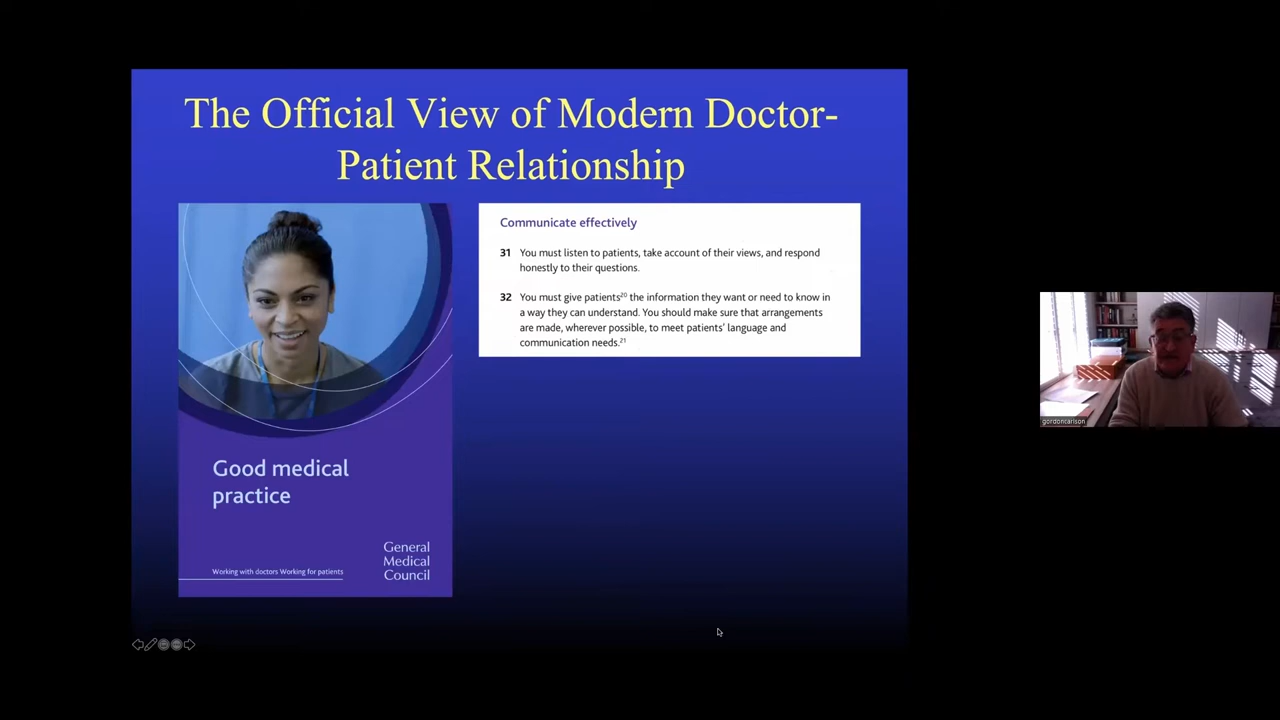 The Official View of Modern Doctor-
Patient Relationship
Communicate effectively
31 You must listen to patients, take account of their views, and respond
honestly to their questions.
32 You must give patients20 the information they want or need to know in
a way they can understand. You should make sure that arrangements
are made, wherever possible, to meet patients' language and
communication needs.21
Good medical
practice
General
Medical
Council
Working with doctors Working for patients
gordoncarlson